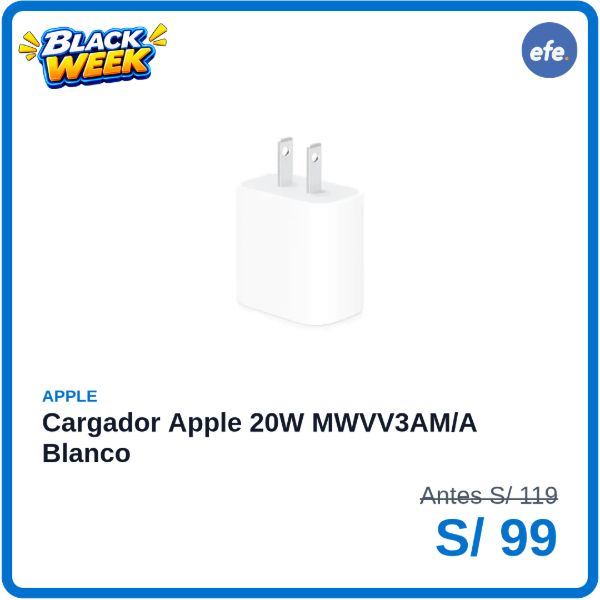 BLACK
WEEK
efe.
APPLE
Cargador Apple 20W MWVV3AM/A
Blanco
Antes S/ 119
S/ 99